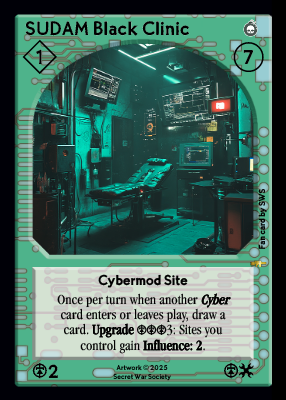 SUDAM Black Clinic
1
7
Fan card by SWS
Cybermod Site
Once per turn when another Cyber
card enters or leaves play, draw a
card. Upgrade 3: Sites you
control gain Influence: 2.
2
Artwork © 2025
Secret War Society